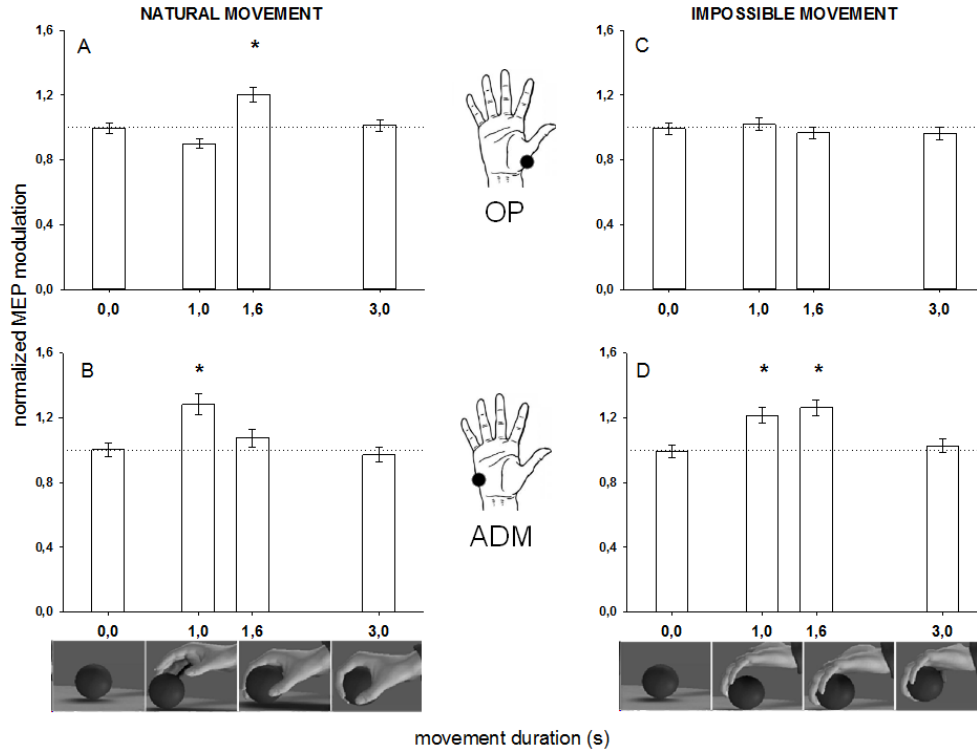 NATURAL MOVEMENT
IMPOSSIBLE MOVEMENT
normalized MEP modulation
A
*
1,6
1,2
0,8
0,4
0,0
0,0 1,0 1,6 3,0
OP
C
1,6
1,2
0,8
0,4
0,0
0,0 1,0 1,6 3,0
B
*
1,6
1,2
0,8
0,4
0,0
0,0 1,0 1,6 3,0
ADM
D
* *
1,6
1,2
0,8
0,4
0,0
0,0 1,0 1,6 3,0
movement duration (s)